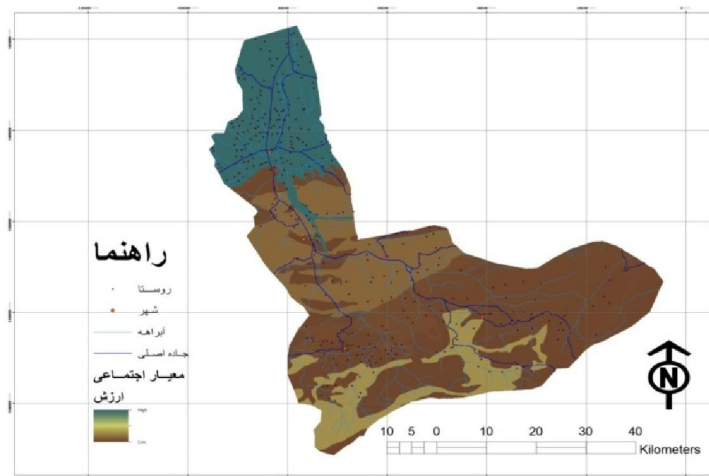 راهنما
روستا
شهر
آبراهه
جاده اصلی
معیار اجتماعی
ارزش
High
Low
N
10 5 0 10 20 30 40
Kilometers